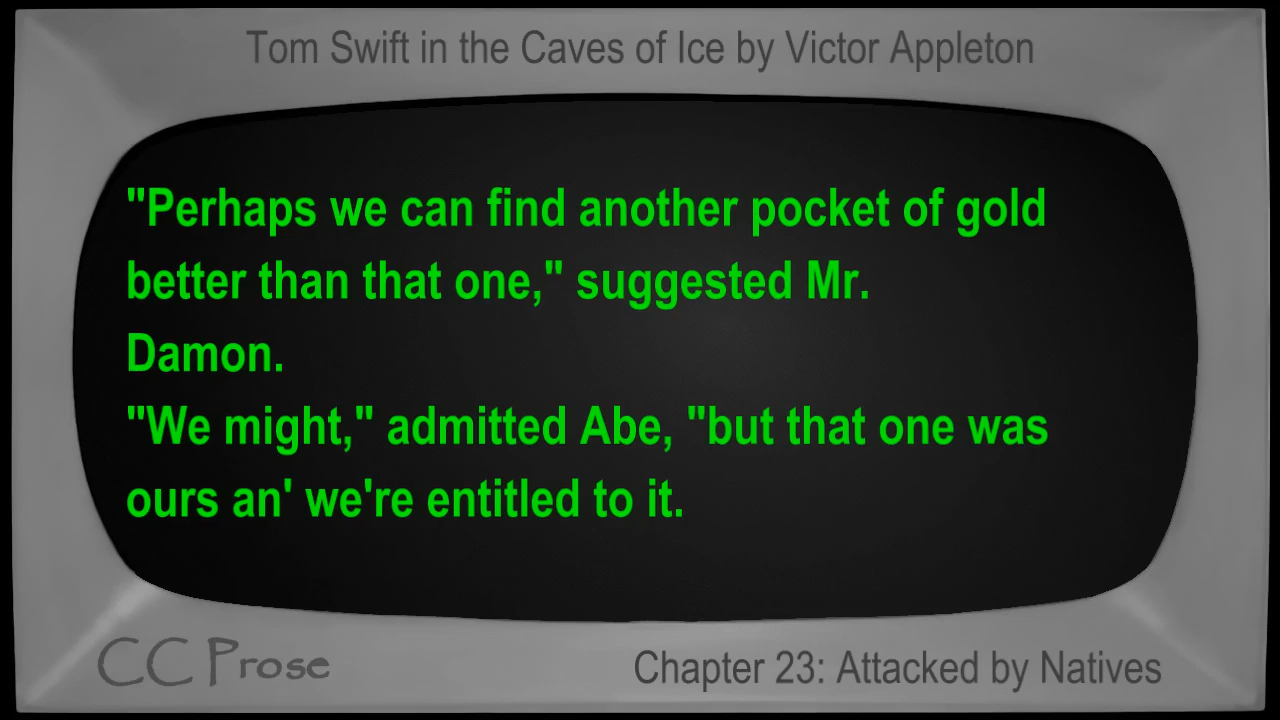 Tom Swift in the Caves of Ice by Victor Appleton
"Perhaps we can find another pocket of gold
better than that one," suggested Mr.
Damon.
"We might," admitted Abe, "but that one was
ours an' we're entitled to it.
CC Prose
Chapter 23: Attacked by Natives